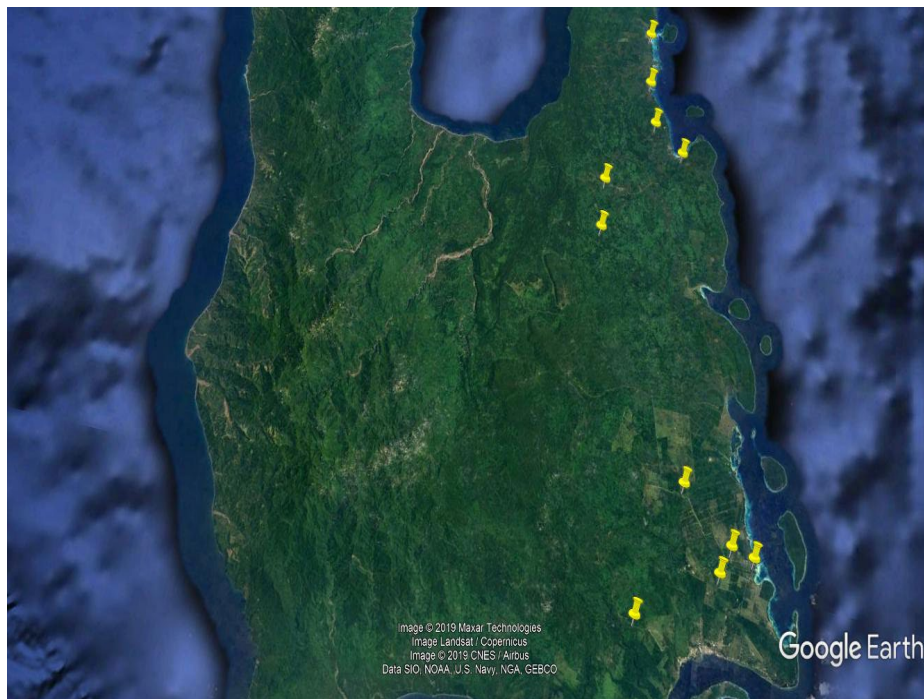 Image © 2019 Maxar Technologies
Image Landsat / Copernicus
Image © 2019 CNES / Airbus
Data SIO, NOAA, U.S. Navy, NGA, GEBCO
Google Earth